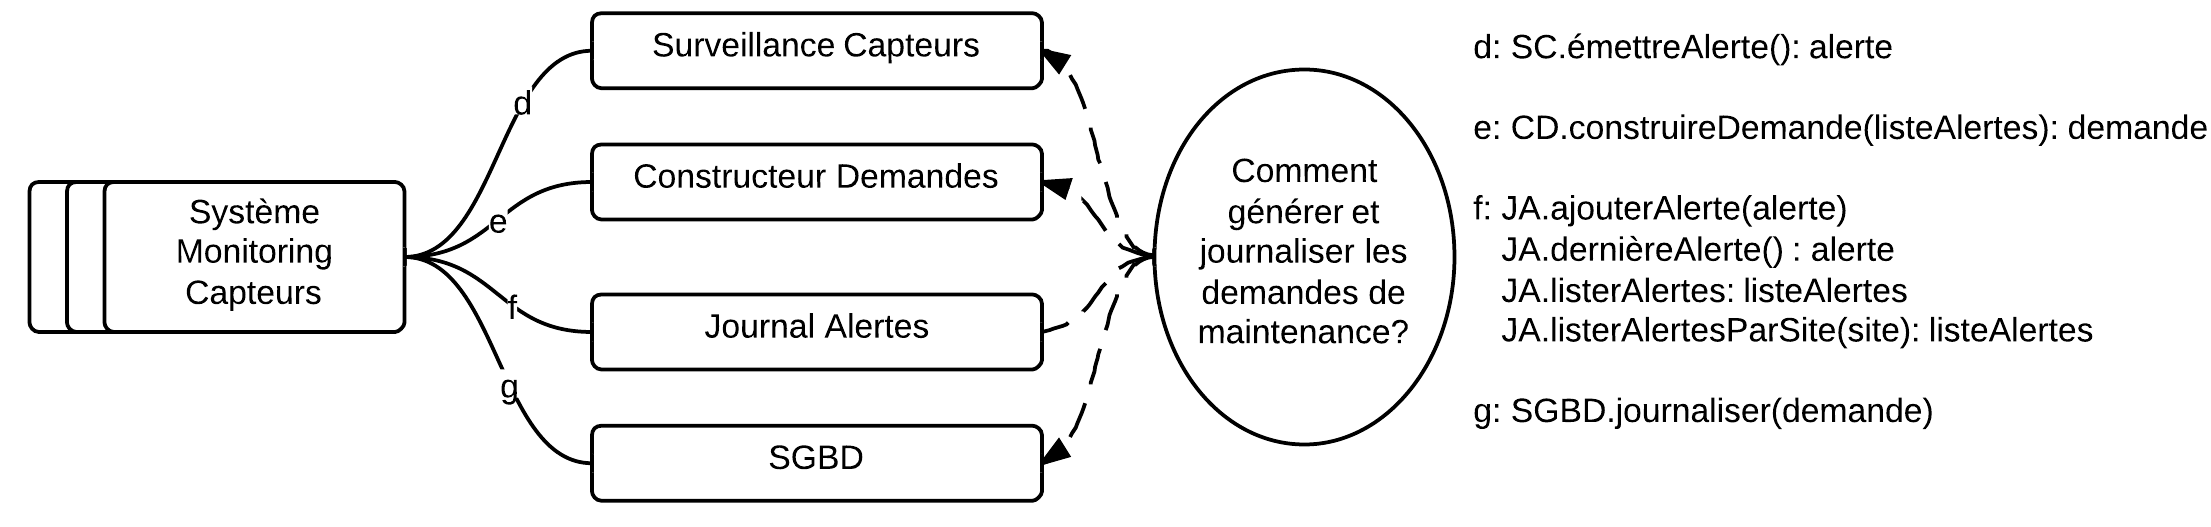 Système
Monitoring
Capteurs
d
e
f
g
Surveillance Capteurs
Constructeur Demandes
Journal Alertes
SGBD
Comment
générer et
journaliser les
demandes de
maintenance?
d: SC.émettreAlerte(): alerte
e: CD.construireDemande(listeAlertes): demande
f: JA.ajouterAlerte(alerte)
JA.dernièreAlerte() : alerte
JA.listerAlertes: listeAlertes
JA.listerAlertesParSite(site): listeAlertes
g: SGBD.journaliser(demande)